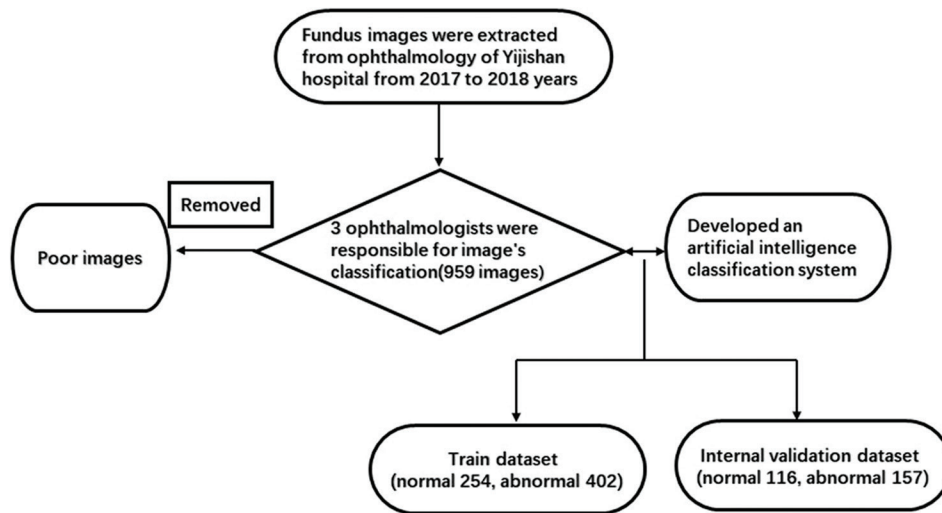 Fundus images were extracted
from ophthalmology of Yijishan
hospital from 2017 to 2018 years
Removed
Poor images
3 ophthalmologists were
responsible for image's
classification(959 images)
Developed an
artificial intelligence
classification system
Train dataset
(normal 254, abnormal 402)
Internal validation dataset
(normal 116, abnormal 157)